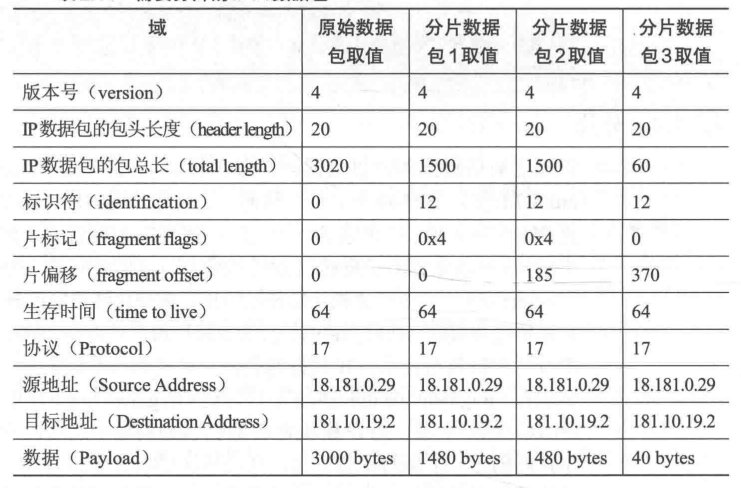 域 原始数据包取值 分片数据包1取值 分片数据包2取值 分片数据包3取值
版本号（version） 4 4 4 4
IP数据包的包头长度（header length） 20 20 20 20
IP数据包的包总长（total length） 3020 1500 1500 60
标识符（identification） 0 12 12 12
片标记（fragment flags） 0 0x4 0x4 0
片偏移（fragment offset） 0 0 185 370
生存时间（time to live） 64 64 64 64
协议（Protocol） 17 17 17 17
源地址（Source Address） 18.181.0.29 18.181.0.29 18.181.0.29 18.181.0.29
目标地址（Destination Address） 181.10.19.2 181.10.19.2 181.10.19.2 181.10.19.2
数据（Payload） 3000 bytes 1480 bytes 1480 bytes 40 bytes